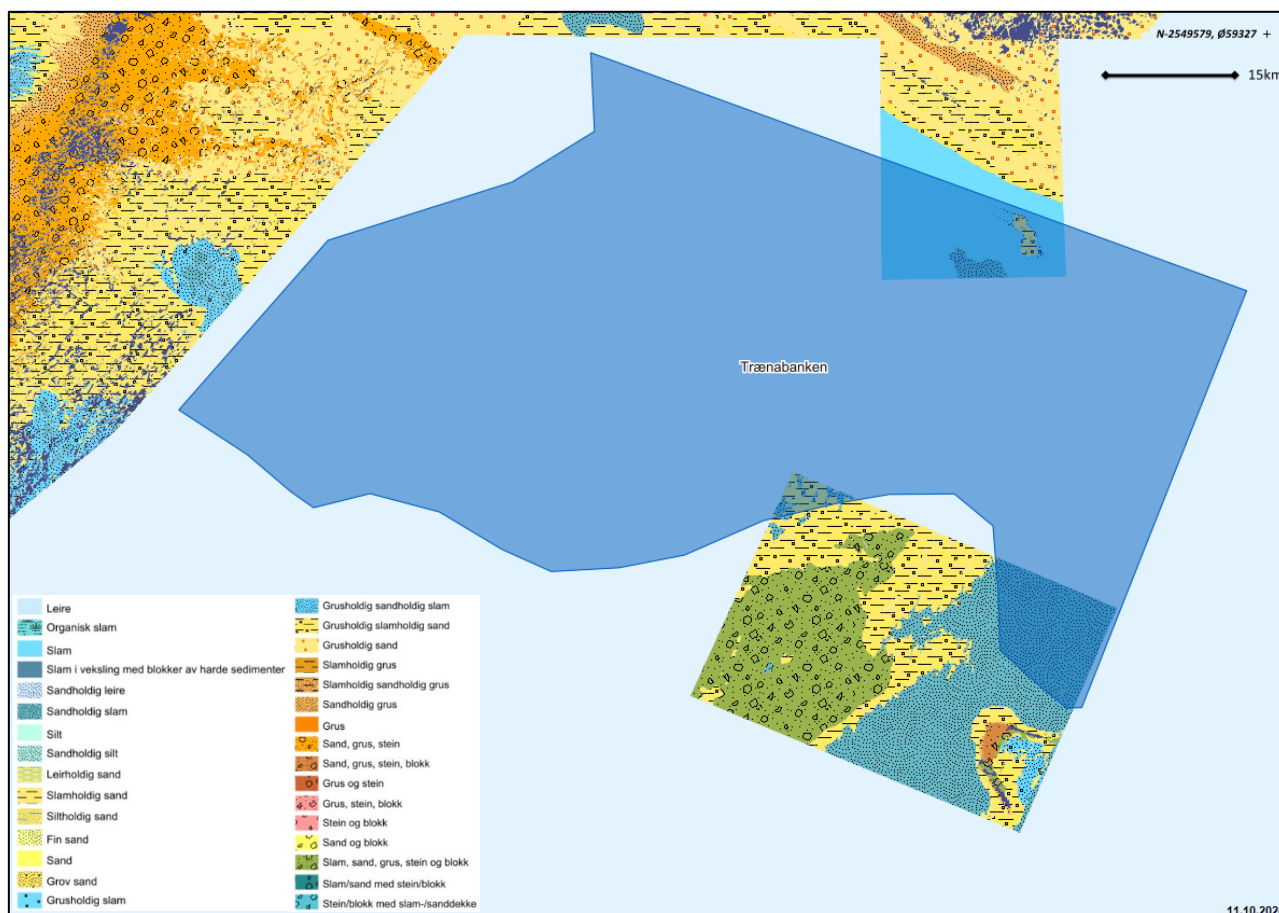 N-2549579, Ø59327 +
15km
Trænabanken
Leire
Organisk slam
Slam
Slam i veksling med blokker av harde sedimenter
Sandholdig leire
Sandholdig slam
Silt
Sandholdig silt
Leirholdig sand
Slamholdig sand
Siltholdig sand
Fin sand
Sand
Grov sand
Grusholdig slam
Grusholdig sandholdig slam
Grusholdig slamholdig sand
Grusholdig sand
Slamholdig grus
Slamholdig sandholdig grus
Sandholdig grus
Grus
Sand, grus, stein
Sand, grus, stein, blokk
Grus og stein
Grus, stein, blokk
Stein og blokk
Sand og blokk
Slam, sand, grus, stein og blokk
Slam/sand med stein/blokk
Stein/blokk med slam-/sanddekke